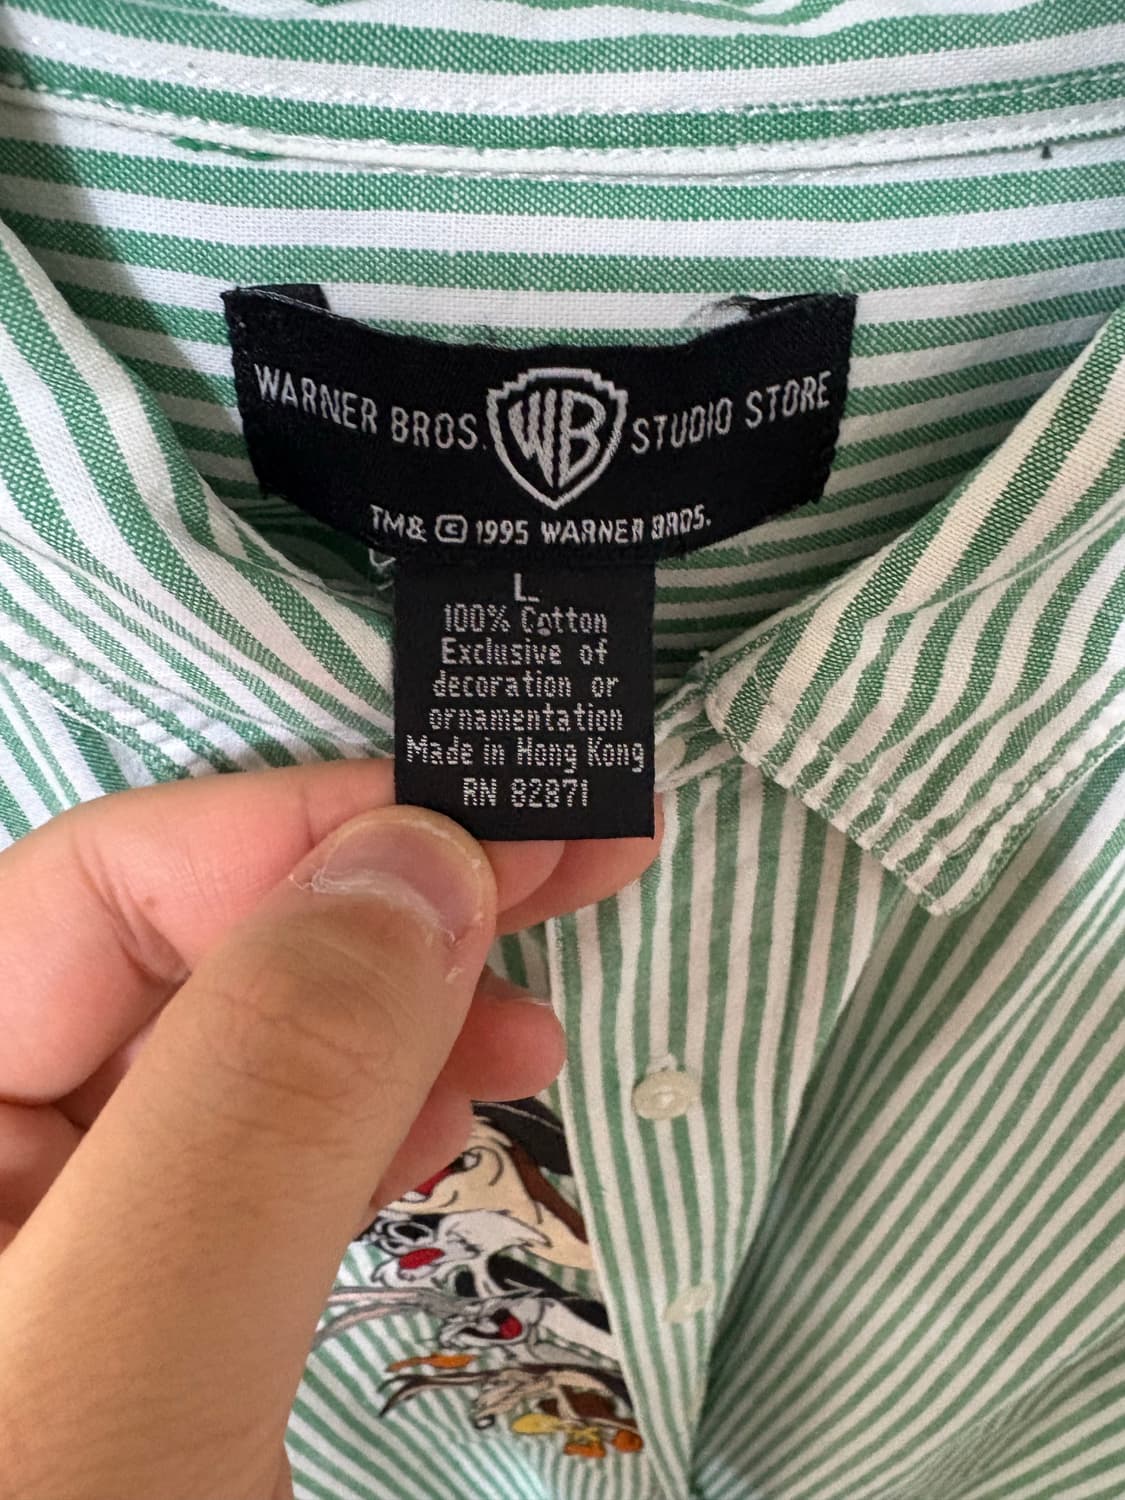 WARNER BROS. WB STUDIO STORE
TM& © 1995 WARNER BROS.
L
100% Cotton
Exclusive of
decoration or
ornamentation
Made in Hong Kong
RN 82871